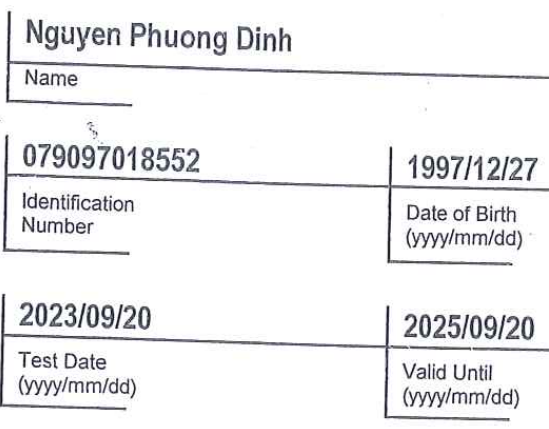 Nguyen Phuong Dinh
Name
079097018552
1997/12/27
Identification
Number
Date of Birth
(yyyy/mm/dd)
2023/09/20
2025/09/20
Test Date
(yyyy/mm/dd)
Valid Until
(yyyy/mm/dd)